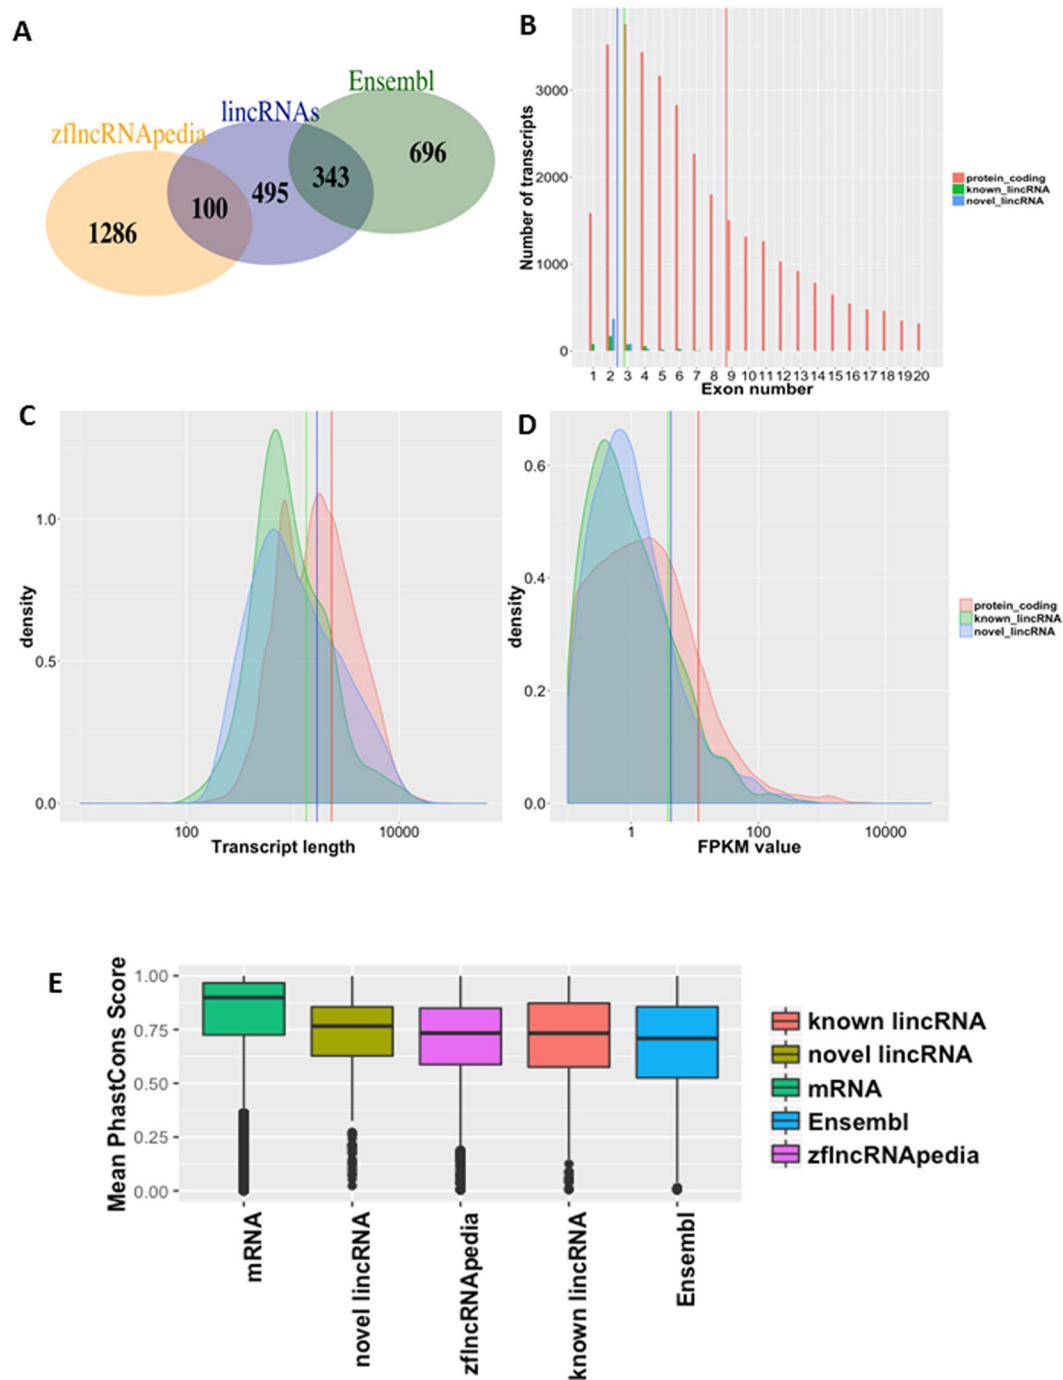 A
zflncRNApedia
lincRNAs
Ensembl
1286
100
495
343
696
B
Number of transcripts
3000
2000
1000
0
1 2 3 4 5 6 7 8 9 10 11 12 13 14 15 16 17 18 19 20
Exon number
protein_coding
known_lincRNA
novel_lincRNA
C
density
1.0
0.5
0.0
100 10000
Transcript length
D
density
0.6
0.4
0.2
0.0
1 100 10000
FPKM value
protein_coding
known_lincRNA
novel_lincRNA
E
Mean PhastCons Score
1.00
0.75
0.50
0.25
0.00
mRNA
novel lincRNA
zflncRNApedia
known lincRNA
Ensembl
known lincRNA
novel lincRNA
mRNA
Ensembl
zflncRNApedia